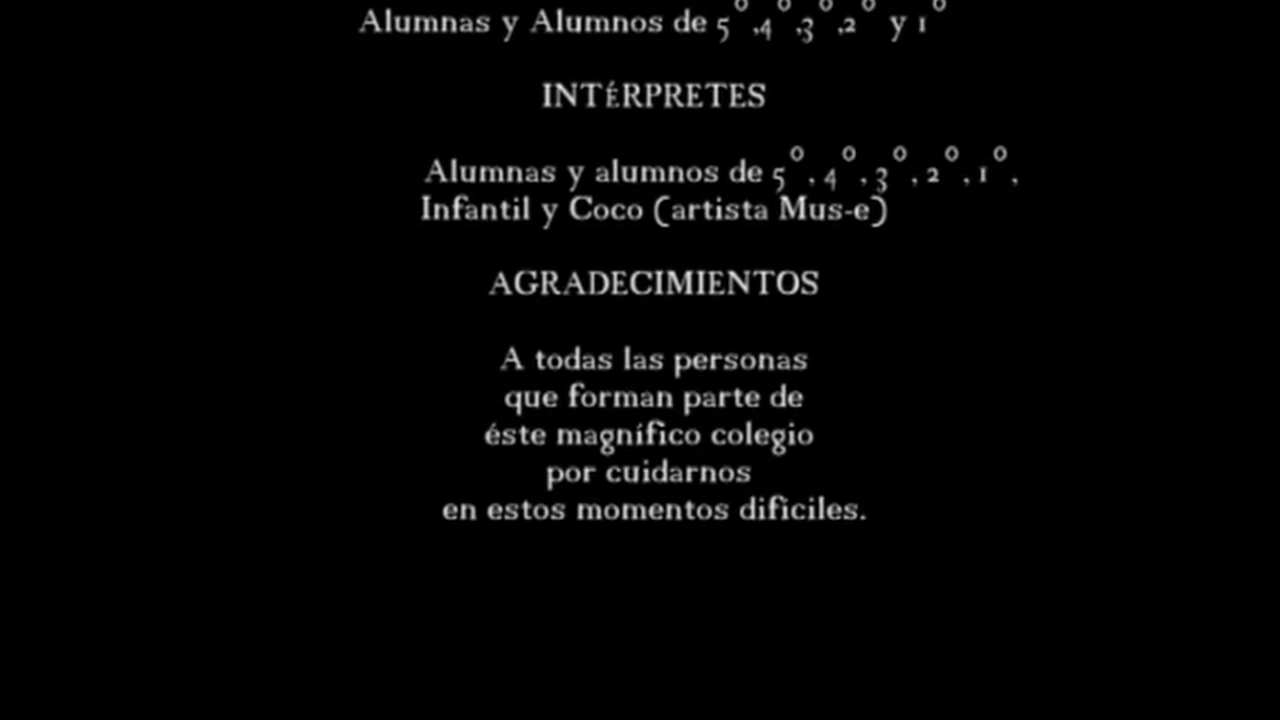 Alumnas y Alumnos de 5º,4º,3º,2º y 1º
INTéRPRETES
Alumnas y alumnos de 5º, 4º, 3º, 2º, 1º,
Infantil y Coco (artista Mus-e)
AGRADECIMIENTOS
A todas las personas
que forman parte de
éste magnífico colegio
por cuidarnos
en estos momentos difíciles.